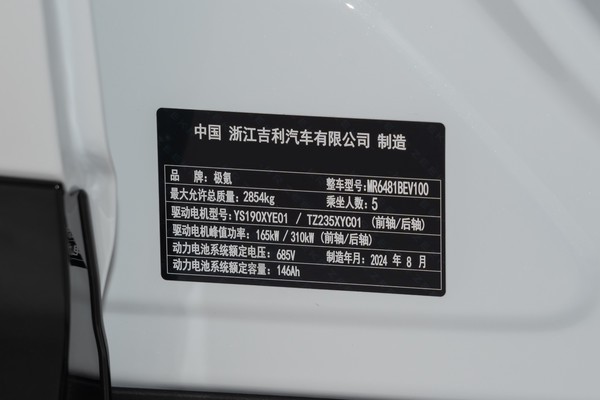 中国 浙江吉利汽车有限公司 制造
品 牌:极氪 整车型号:MR6481BEV100
最大允许总质量:2854kg 乘坐人数:5
驱动电机型号:YS190XYE01 / TZ235XYC01 (前轴/后轴)
驱动电机峰值功率:165kW / 310kW (前轴/后轴)
动力电池系统额定电压:685V 制造年月:2024 年 8 月
动力电池系统额定容量:146Ah